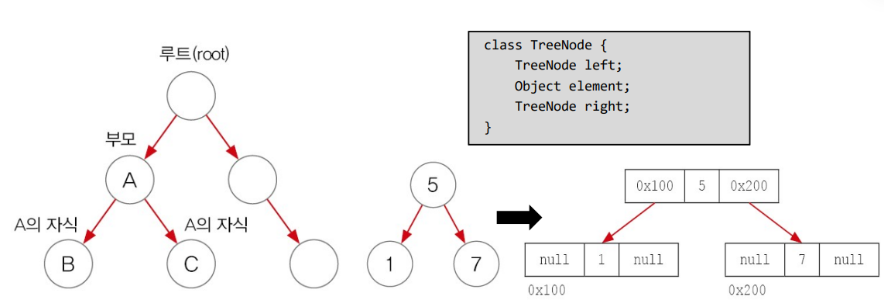 루트(root)
부모
A
A의 자식
A의 자식
B
C
5
1
7
class TreeNode {
    TreeNode left;
    Object element;
    TreeNode right;
}
0x100 5 0x200
null 1 null
0x100
null 7 null
0x200